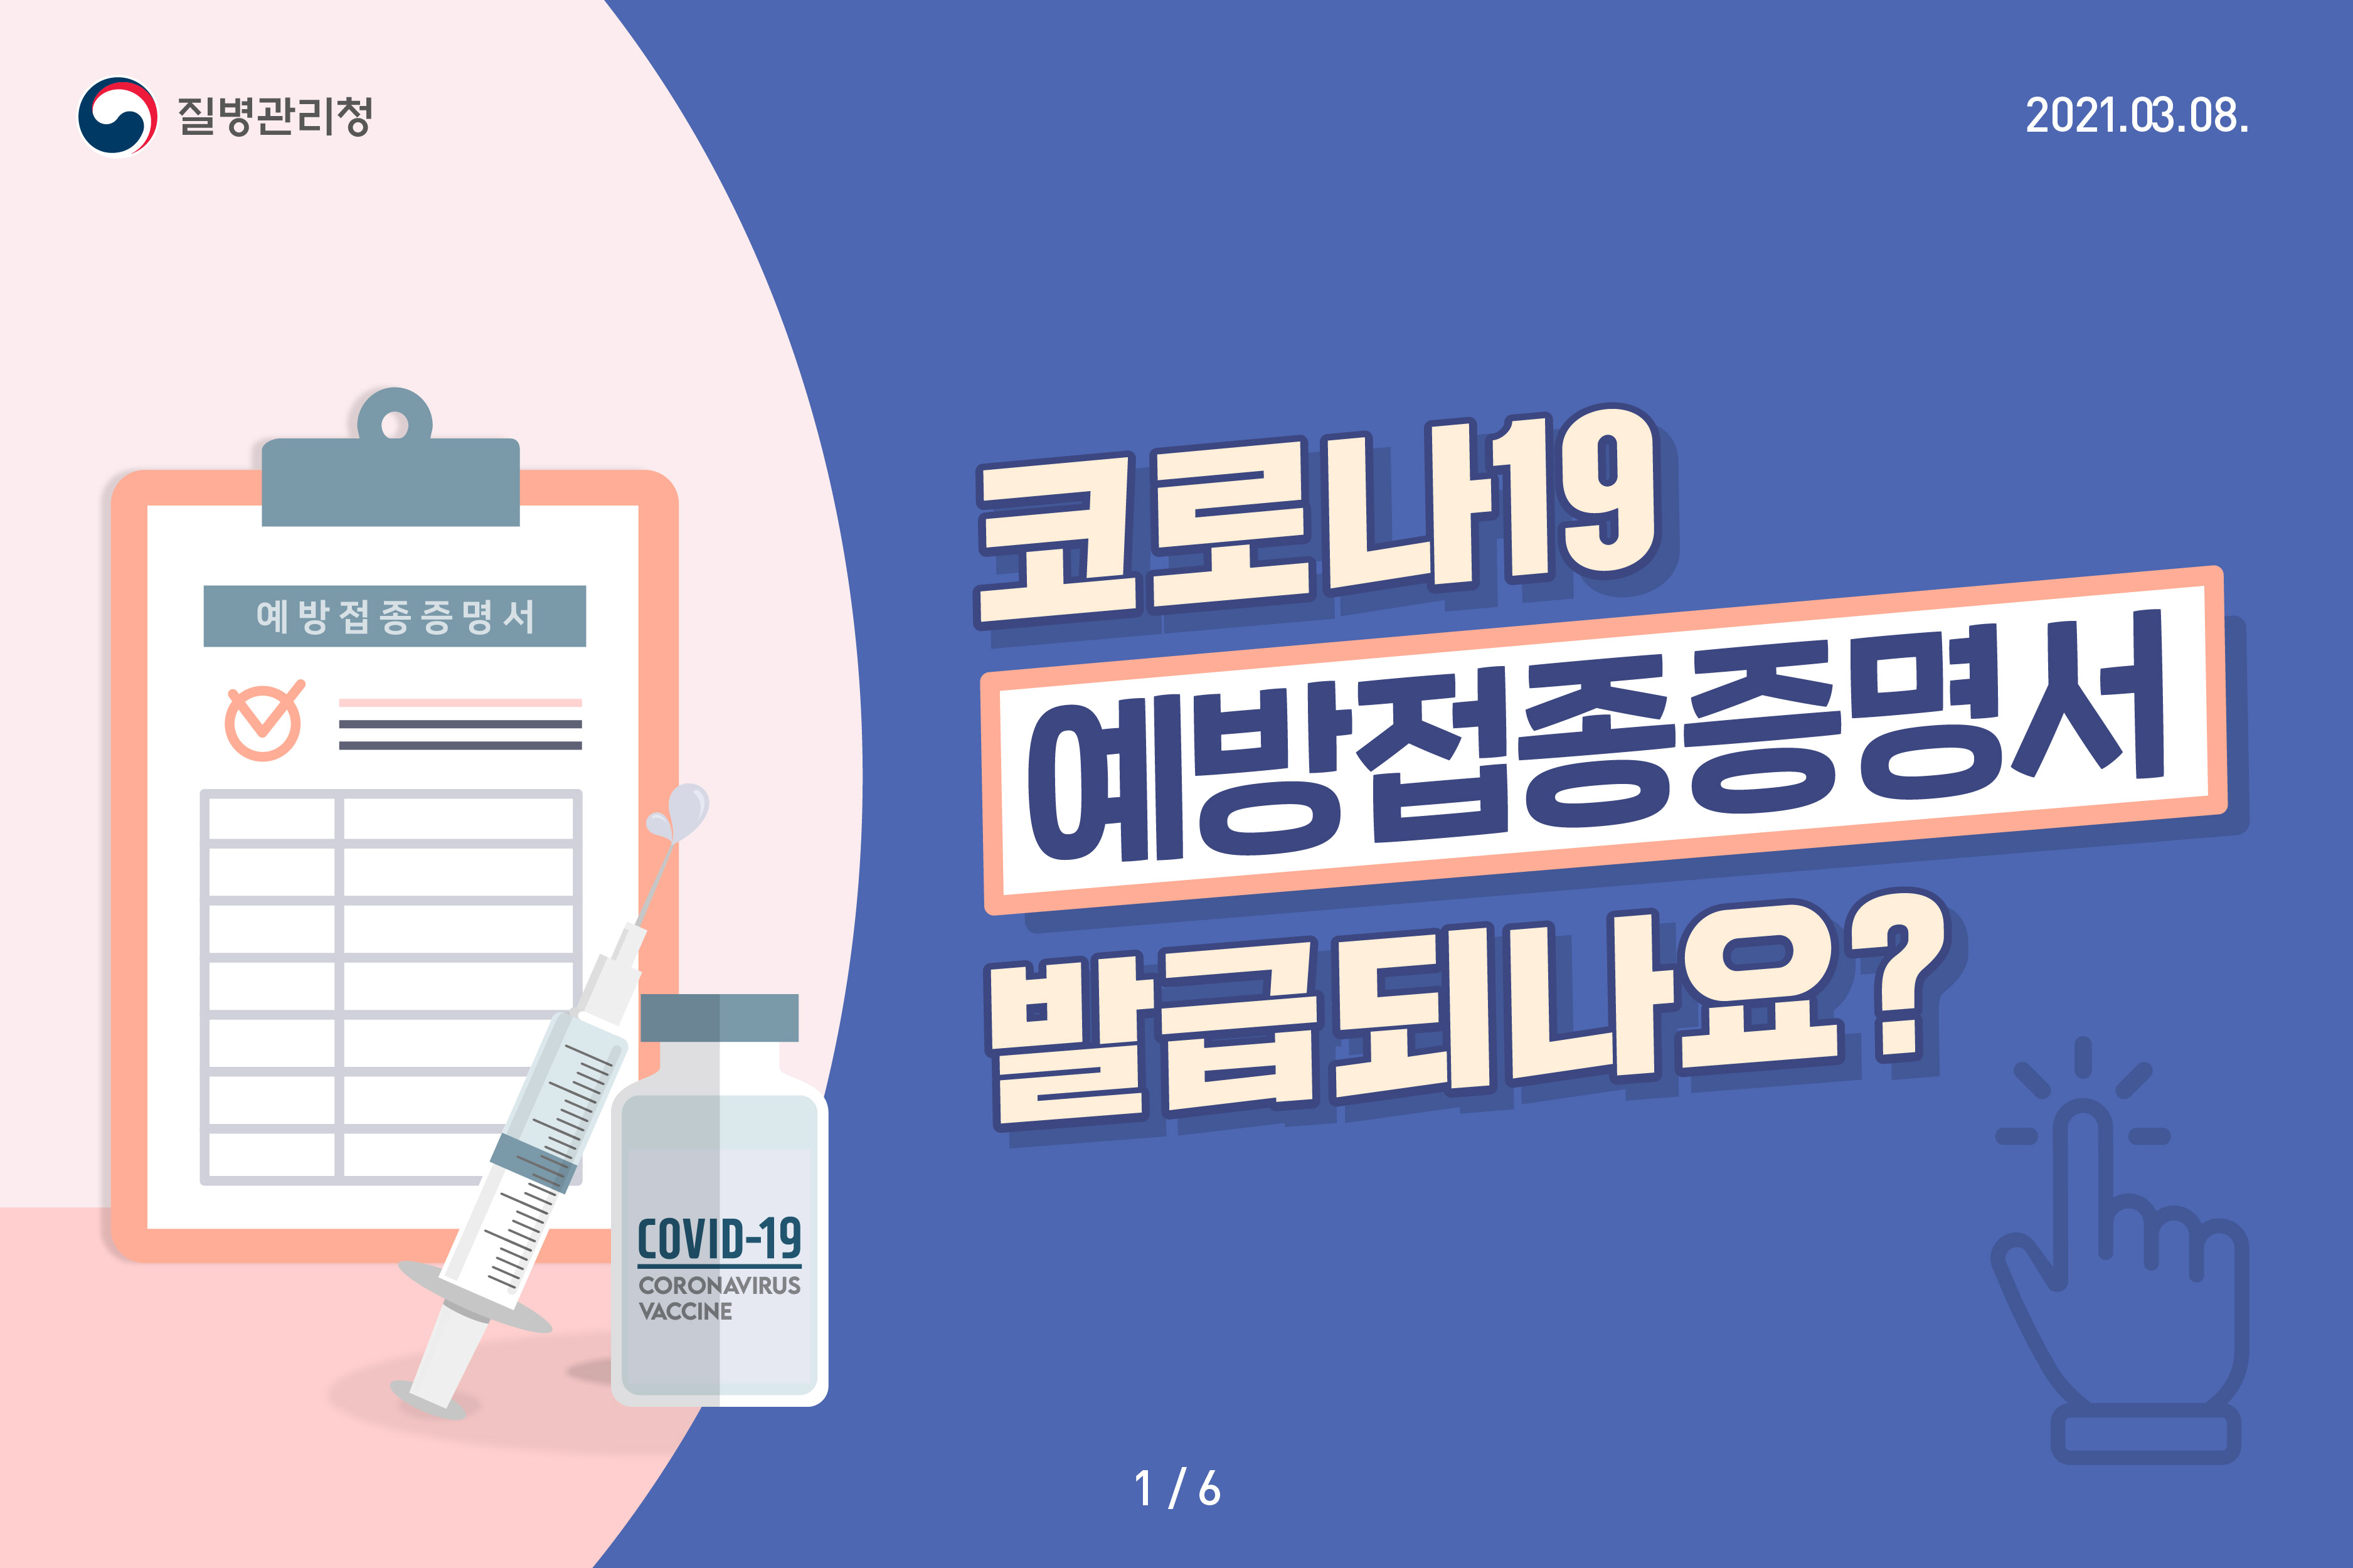 질병관리청
2021.03.08.
코로나19
예방접종증명서
발급되나요?
예방접종증명서
COVID-19
CORONAVIRUS
VACCINE
1 / 6